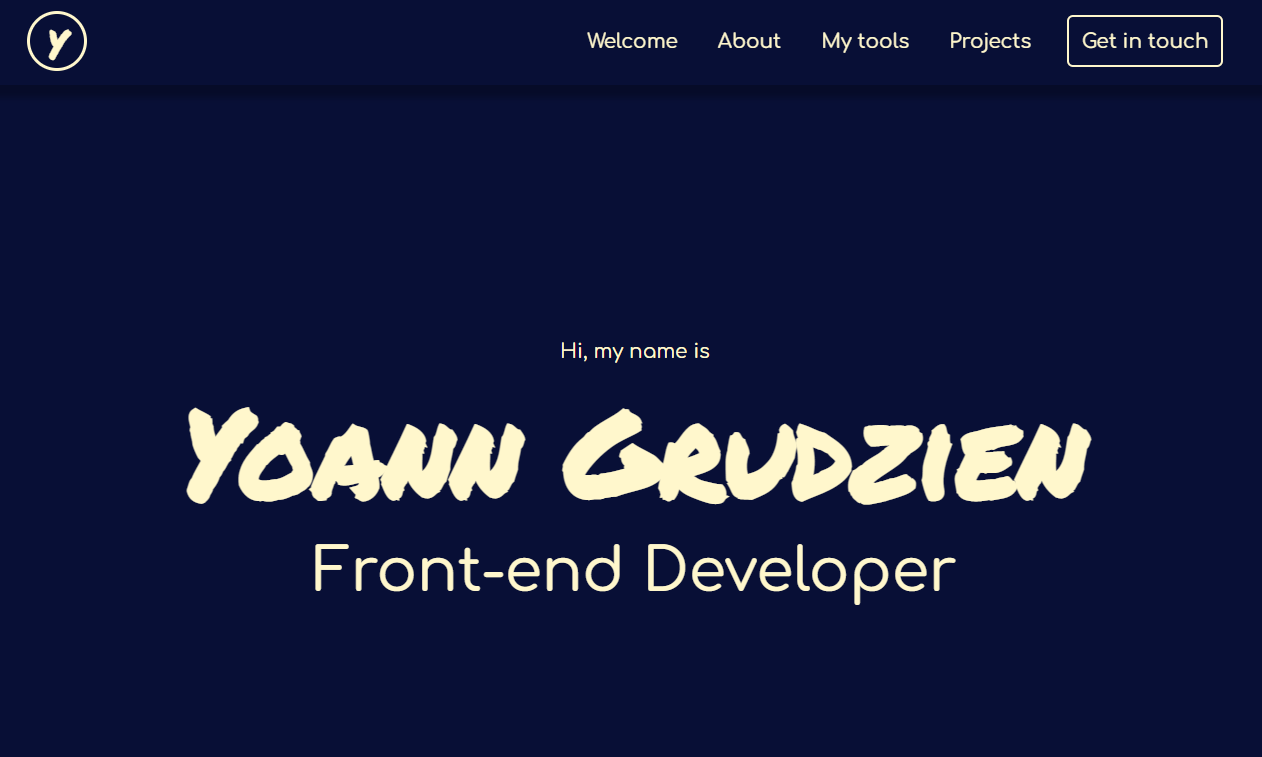 Y
Welcome About My tools Projects Get in touch
Hi, my name is
Yoann Grudzien
Front-end Developer